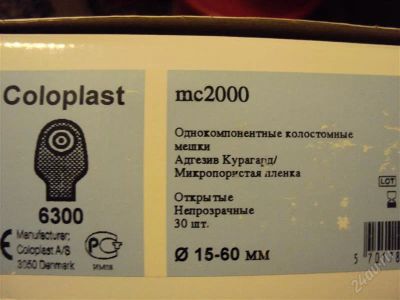 Coloplast
6300
Manufacturer;
Coloplast A/S
3050 Denmark
mc2000
Однокомпонентные колостомные
мешки
Адгезив Курагард/
Микропористая пленка
Открытые
Непрозрачные
30 шт.
Ø 15-60 мм
LOT